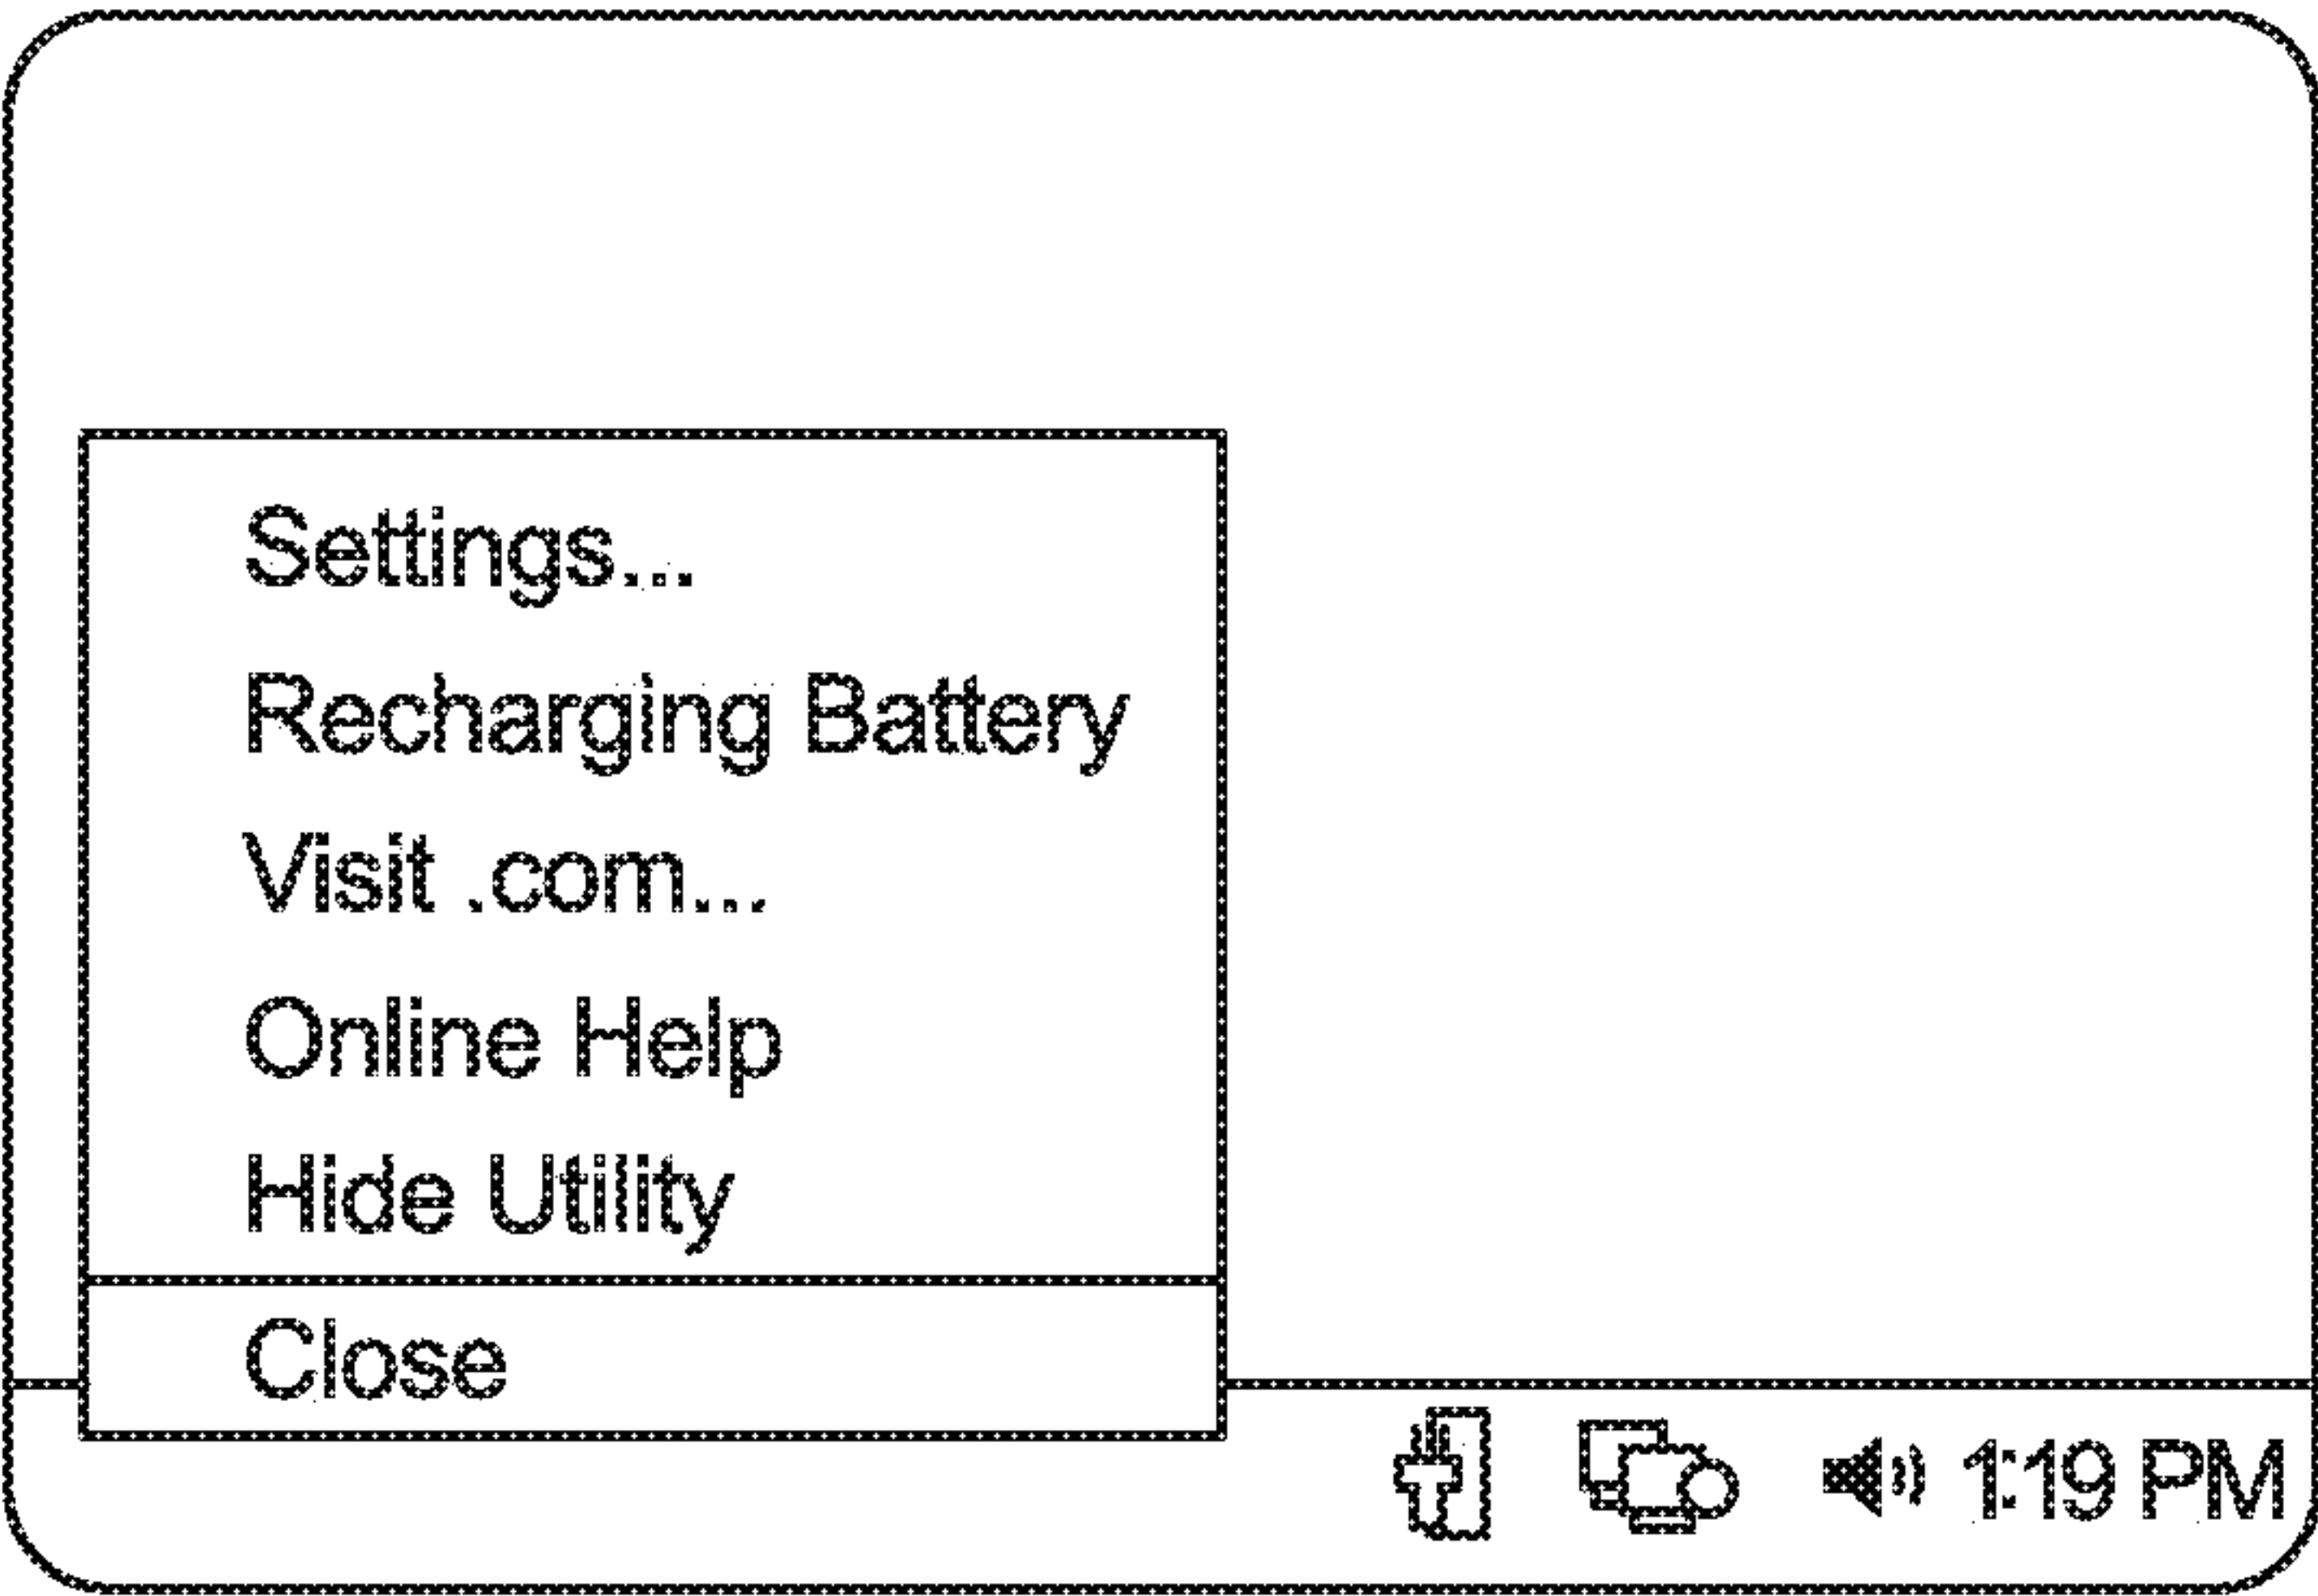 Settings...
Recharging Battery
Visit .com...
Online Help
Hide Utility
Close
1:19 PM